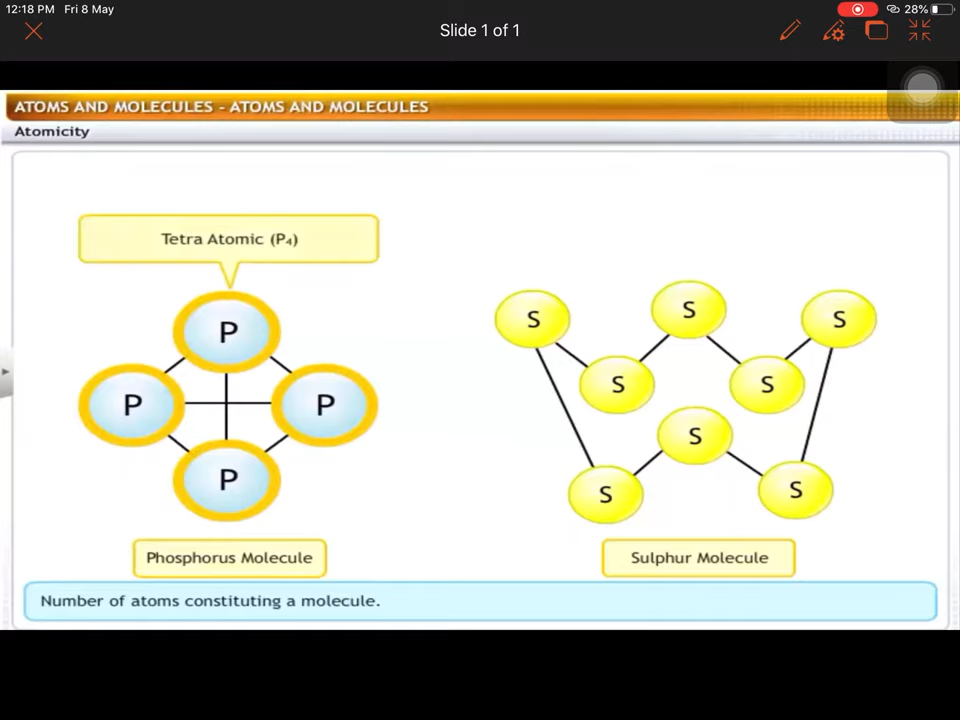 12:18 PM Fri 8 May
28%
Slide 1 of 1
ATOMS AND MOLECULES - ATOMS AND MOLECULES
Atomicity
Tetra Atomic (P₄)
P
P
P
P
S
S
S
S
S
S
S
S
Phosphorus Molecule
Sulphur Molecule
Number of atoms constituting a molecule.